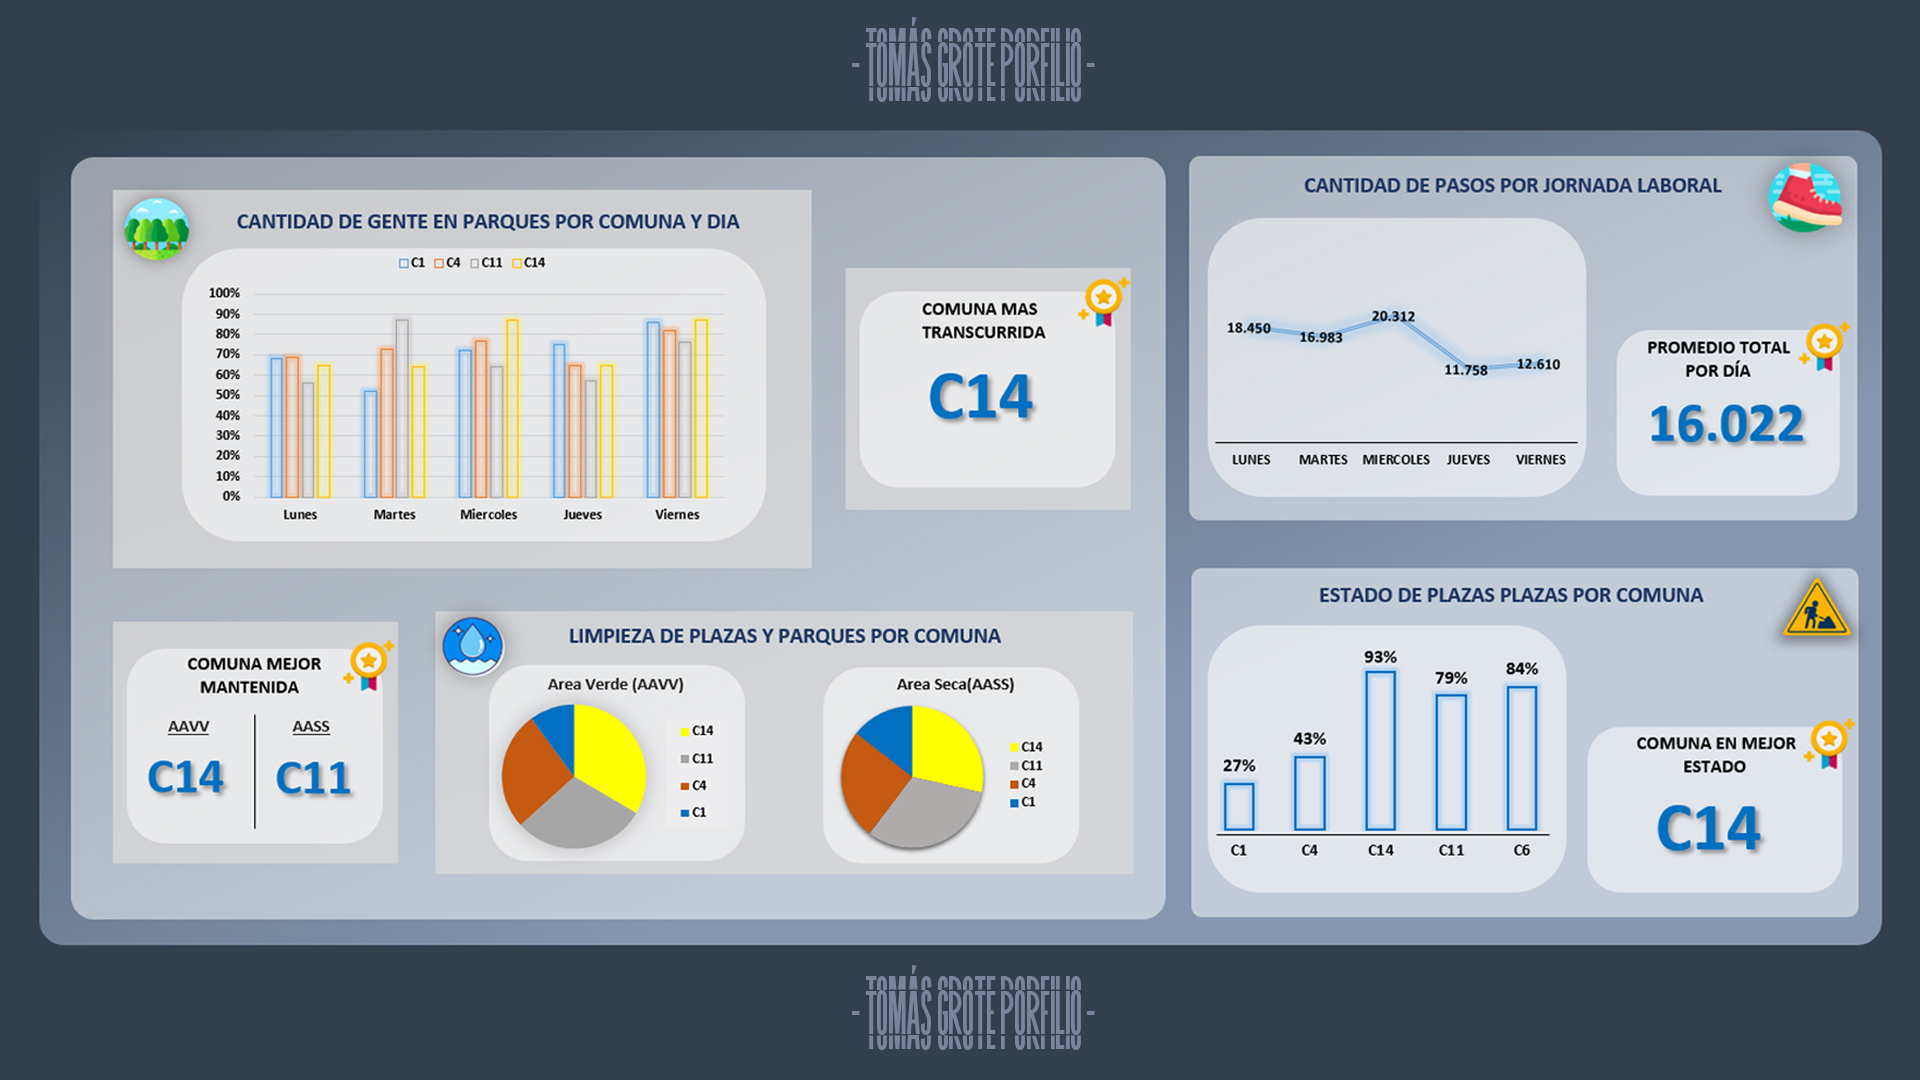 - TOMÁS GROTE PORFILIO -
CANTIDAD DE GENTE EN PARQUES POR COMUNA Y DIA
C1 C4 C11 C14
100%
90%
80%
70%
60%
50%
40%
30%
20%
10%
0%
Lunes Martes Miercoles Jueves Viernes
COMUNA MAS
TRANSCURRIDA
C14
COMUNA MEJOR
MANTENIDA
AAVV AASS
C14 C11
LIMPIEZA DE PLAZAS Y PARQUES POR COMUNA
Area Verde (AAVV)
C14
C11
C4
C1
Area Seca(AASS)
C14
C11
C4
C1
CANTIDAD DE PASOS POR JORNADA LABORAL
18.450 16.983 20.312 11.758 12.610
LUNES MARTES MIERCOLES JUEVES VIERNES
PROMEDIO TOTAL
POR DÍA
16.022
ESTADO DE PLAZAS PLAZAS POR COMUNA
27% 43% 93% 79% 84%
C1 C4 C14 C11 C6
COMUNA EN MEJOR
ESTADO
C14
- TOMÁS GROTE PORFILIO -